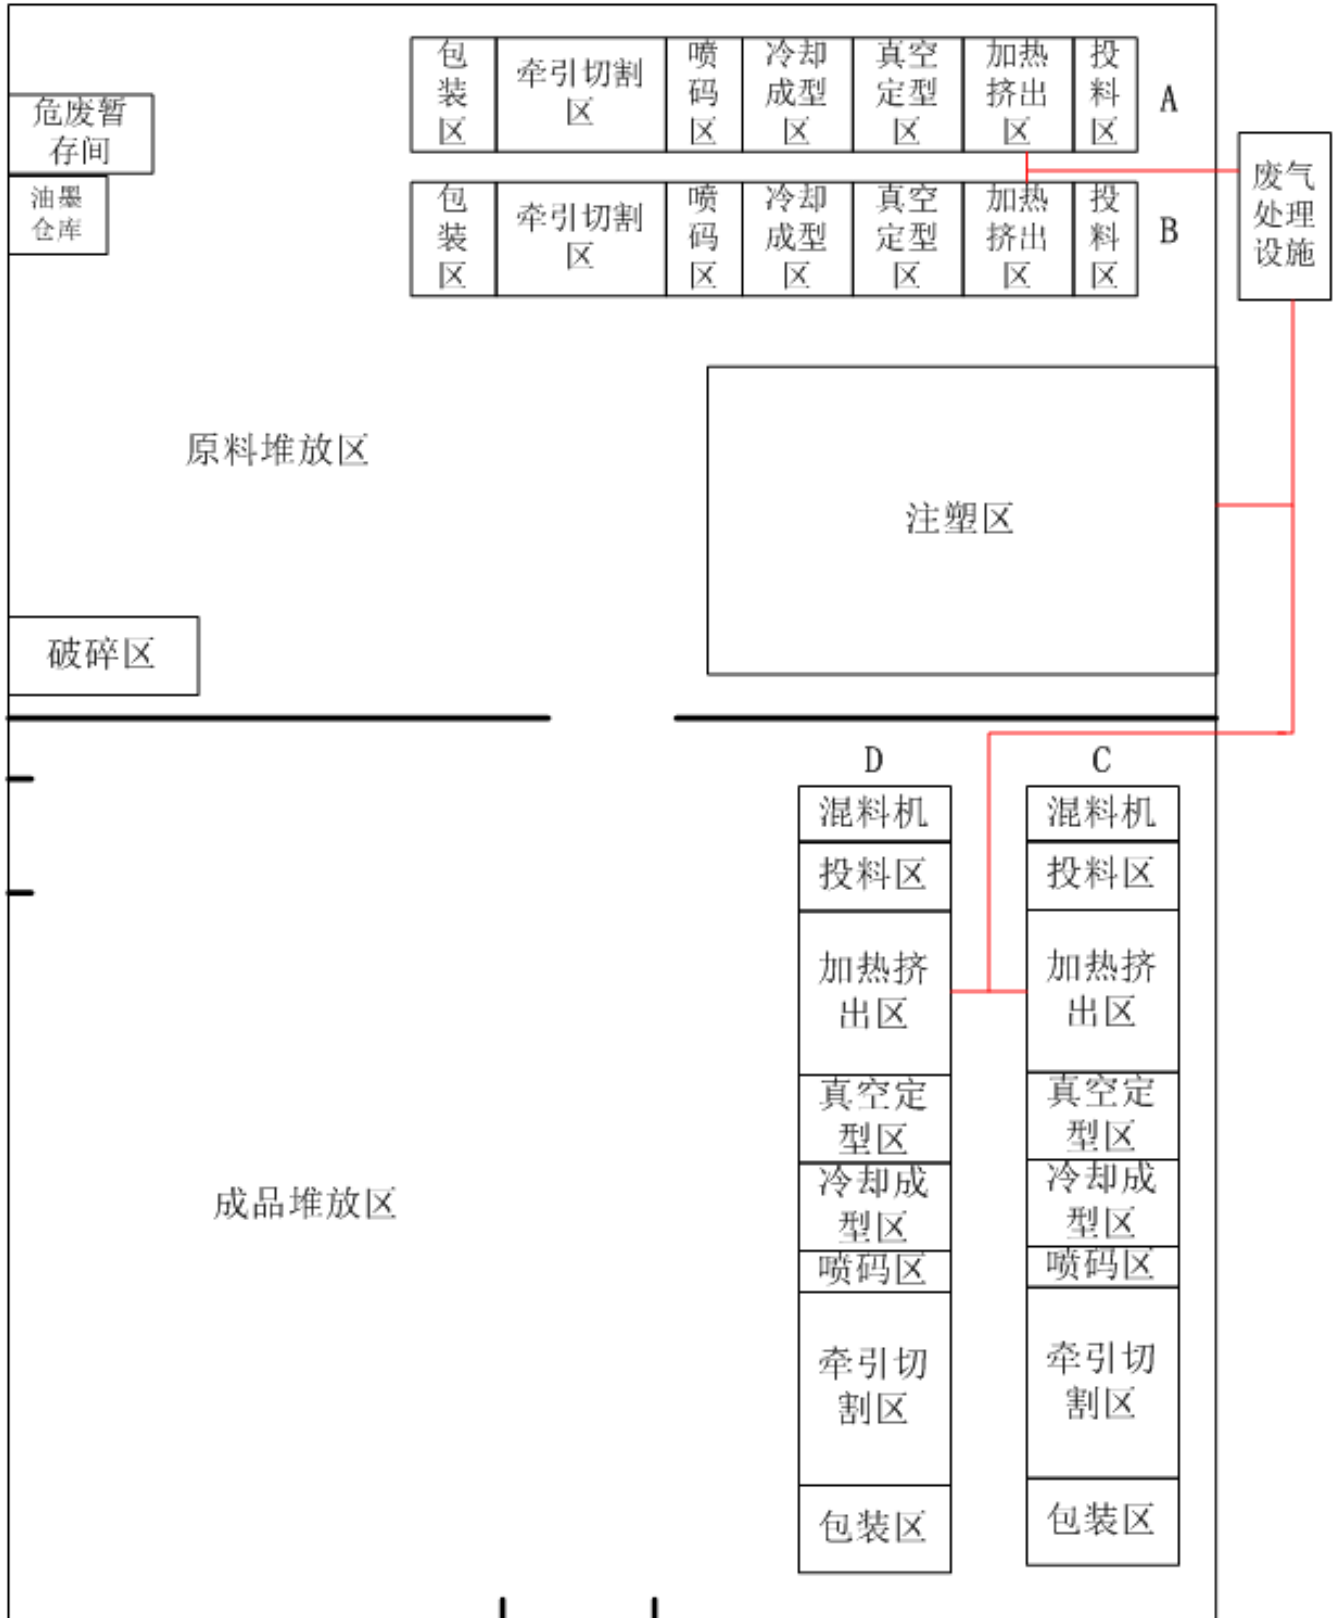 包
装
区
牵引切割
区
喷
码
区
冷却
成型
区
真空
定型
区
加热
挤出
区
投
料
区
A
危废暂
存间
油墨
仓库
包
装
区
牵引切割
区
喷
码
区
冷却
成型
区
真空
定型
区
加热
挤出
区
投
料
区
B
废气
处理
设施
原料堆放区
注塑区
破碎区
D
混料机
投料区
加热挤
出区
真空定
型区
冷却成
型区
喷码区
牵引切
割区
包装区
C
混料机
投料区
加热挤
出区
真空定
型区
冷却成
型区
喷码区
牵引切
割区
包装区
成品堆放区